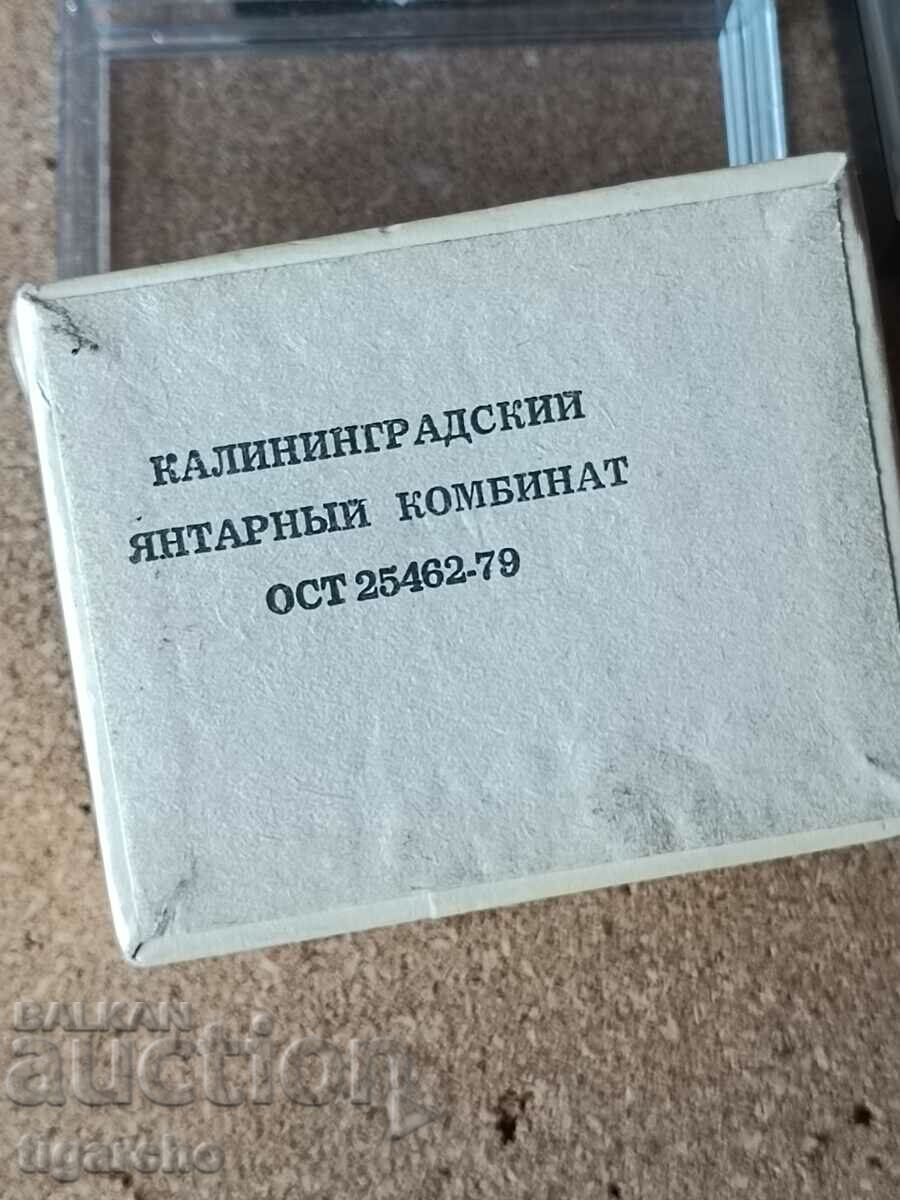 КАЛИНИНГРАДСКИЙ
ЯНТАРНЫЙ КОМБИНАТ
ОСТ 25462-79
BALKAN
auction
tigarcho